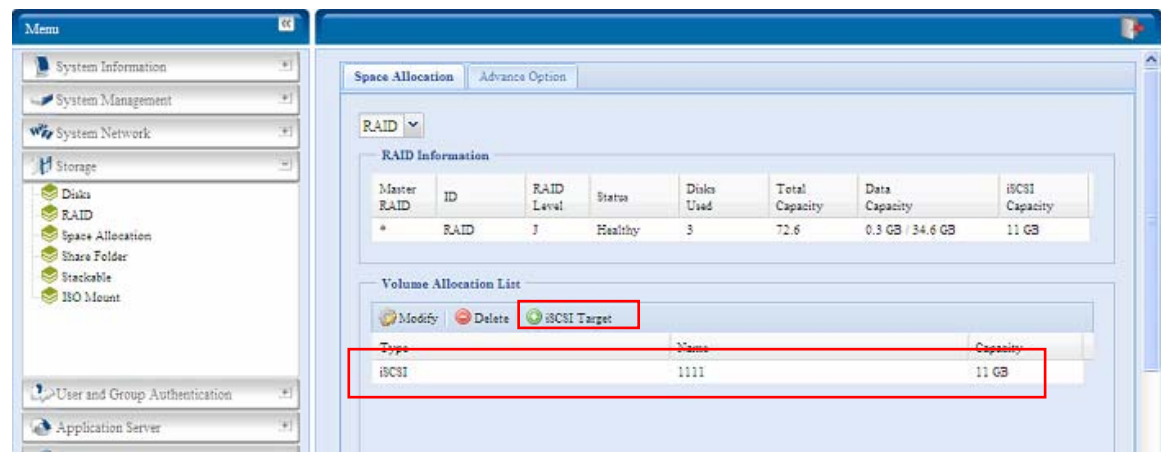 Menu
System Information
System Management
System Network
Storage
Disks
RAID
Space Allocation
Share Folder
Stackable
ISO Mount
User and Group Authentication
Application Server
Space Allocation Advance Option
RAID
RAID Information
Master RAID ID RAID Level Status Disks Used Total Capacity Data Capacity iSCSI Capacity
* RAID J Healthy 3 72.6 0.3 GB / 34.6 GB 11 GB
Volume Allocation List
Modify Delete iSCSI Target
Type Name Capacity
iSCSI 1111 11 GB